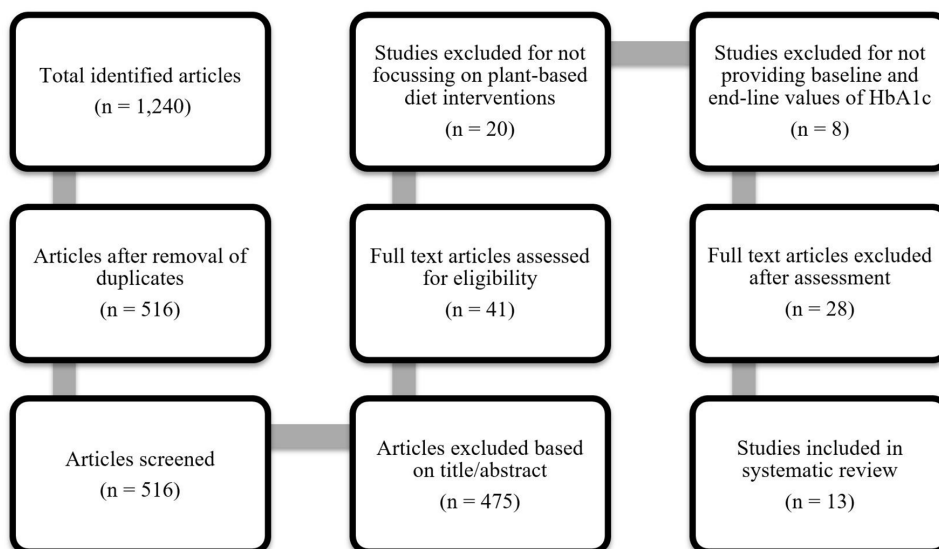 Total identified articles
(n = 1,240)
Articles after removal of
duplicates
(n = 516)
Articles screened
(n = 516)
Articles excluded based
on title/abstract
(n = 475)
Full text articles assessed
for eligibility
(n = 41)
Studies excluded for not
focussing on plant-based
diet interventions
(n = 20)
Studies excluded for not
providing baseline and
end-line values of HbA1c
(n = 8)
Full text articles excluded
after assessment
(n = 28)
Studies included in
systematic review
(n = 13)